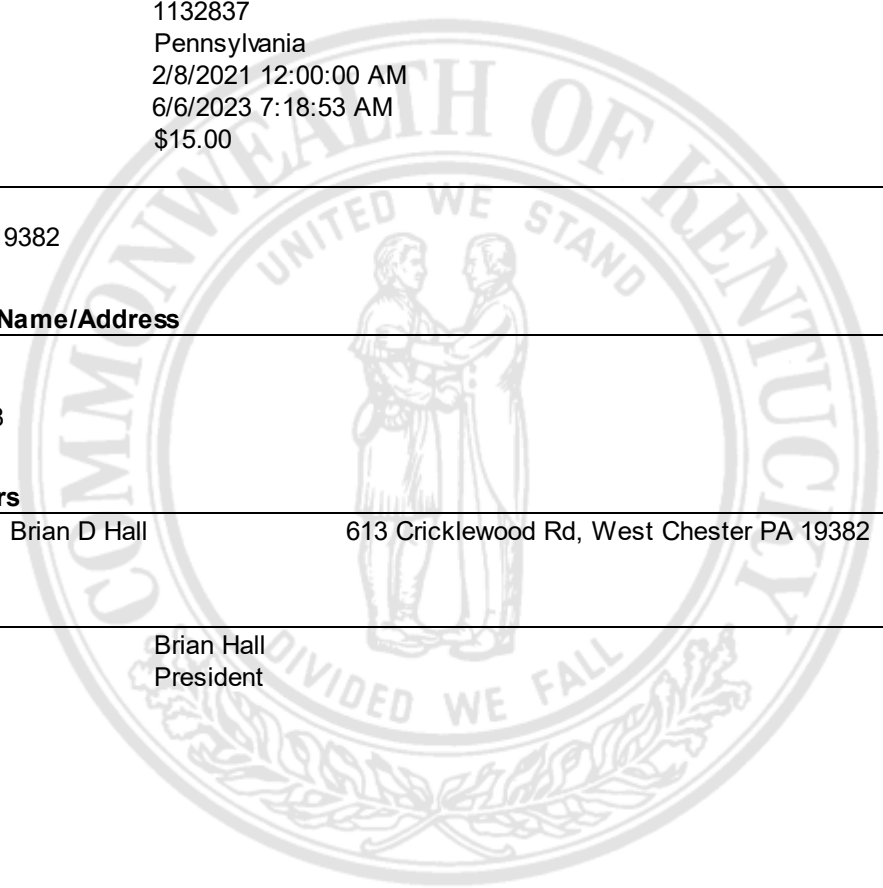 1132837
Pennsylvania
2/8/2021 12:00:00 AM
6/6/2023 7:18:53 AM
$15.00
9382
Name/Address
rs
Brian D Hall 613 Cricklewood Rd, West Chester PA 19382
Brian Hall
President
COMMONWEALTH OF KENTUCKY
UNITED WE STAND
DIVIDED WE FALL